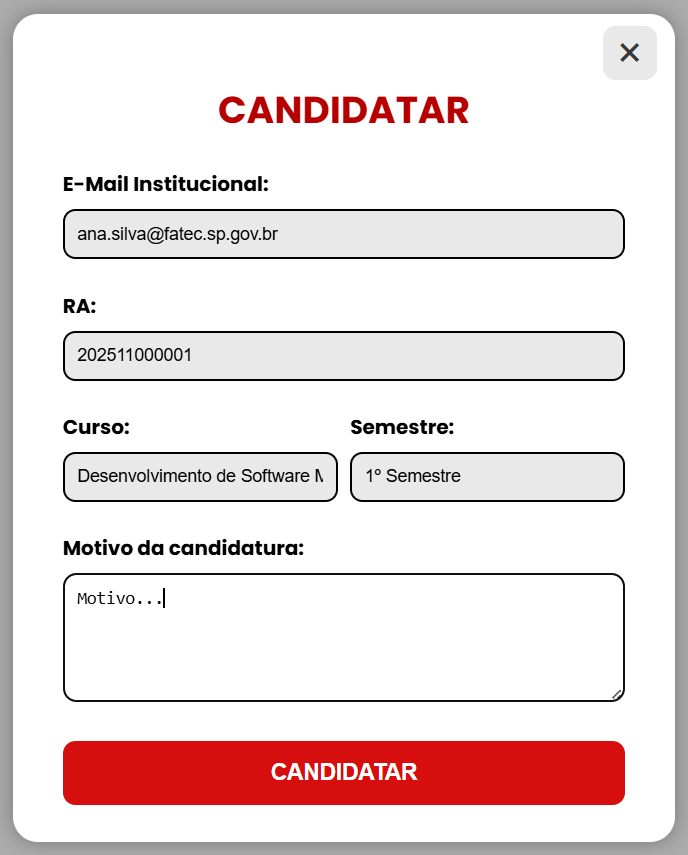 ✕
CANDIDATAR
E-Mail Institucional:
ana.silva@fatec.sp.gov.br
RA:
202511000001
Curso:
Semestre:
Desenvolvimento de Software M
1º Semestre
Motivo da candidatura:
Motivo...
CANDIDATAR